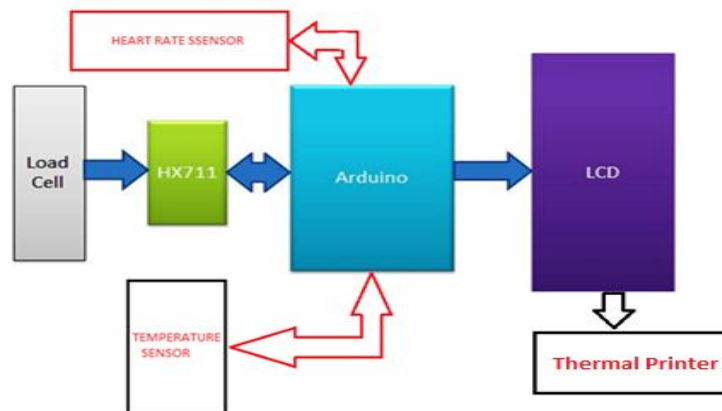 HEART RATE SSENSOR
Load
Cell
HX711
Arduino
LCD
TEMPERATURE
SENSOR
Thermal Printer